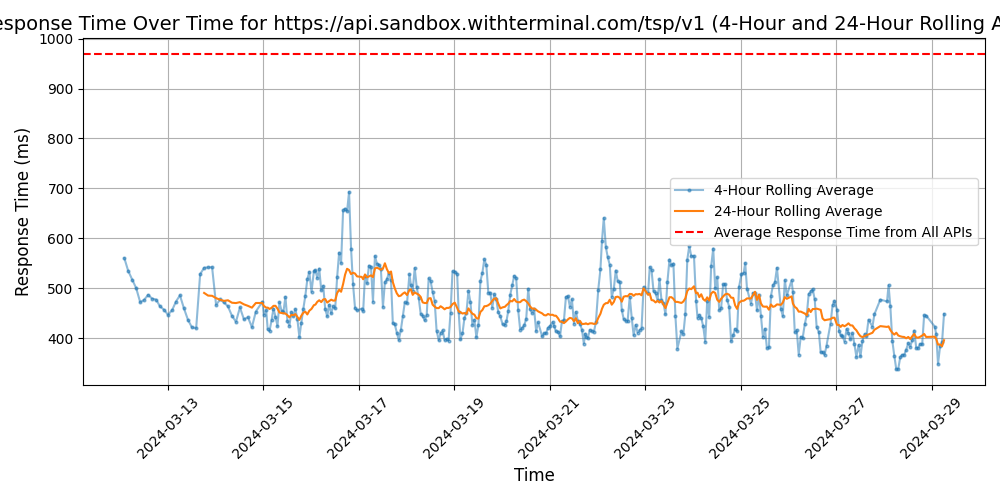 esponse Time Over Time for https://api.sandbox.withterminal.com/tsp/v1 (4-Hour and 24-Hour Rolling A
1000
900
800
700
600
500
400
Response Time (ms)
4-Hour Rolling Average
24-Hour Rolling Average
Average Response Time from All APIs
2024-03-13
2024-03-15
2024-03-17
2024-03-19
2024-03-21
2024-03-23
2024-03-25
2024-03-27
2024-03-29
Time